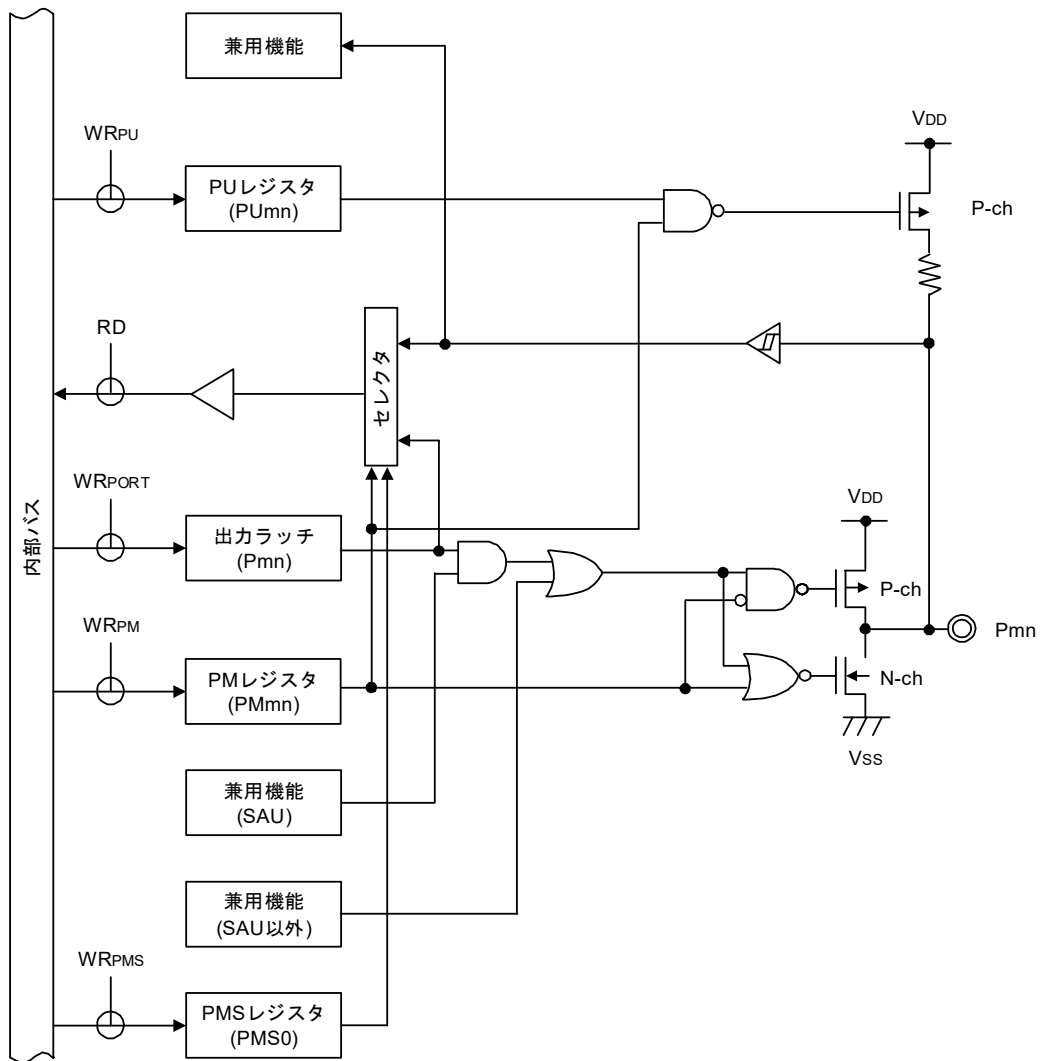 兼用機能
WRPU
PUレジスタ
(PUmn)
VDD
P-ch
RD
セレクタ
WRPORT
出力ラッチ
(Pmn)
VDD
P-ch
Pmn
内部バス
WRPM
PMレジスタ
(PMmn)
N-ch
VSS
兼用機能
(SAU)
兼用機能
(SAU以外)
WRPMS
PMSレジスタ
(PMS0)